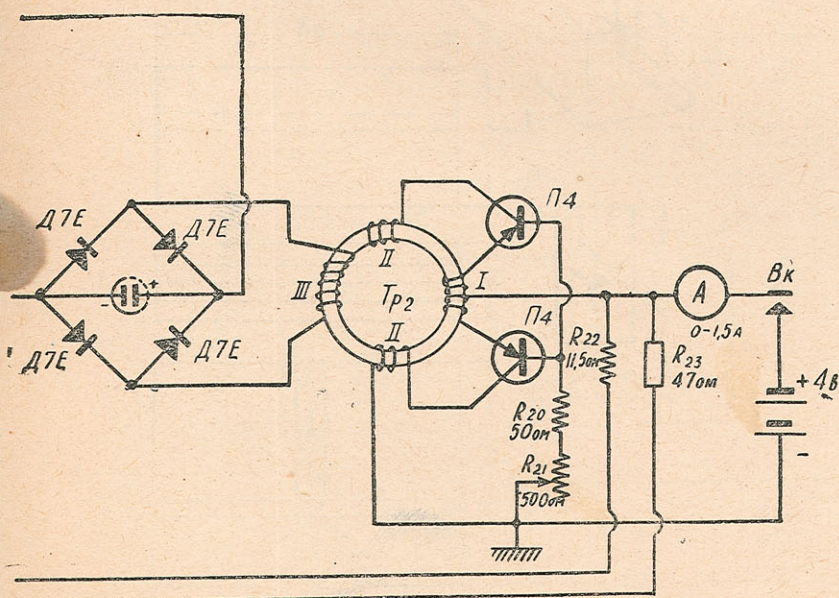 Д7Е
Д7Е
- +
Д7Е
Д7Е
III
II
Тр2
II
I
П4
П4
А
0-1,5А
Вк
R22
11,5ом
R23
47ом
R20
50ом
R21
500ом
+ 4в
-